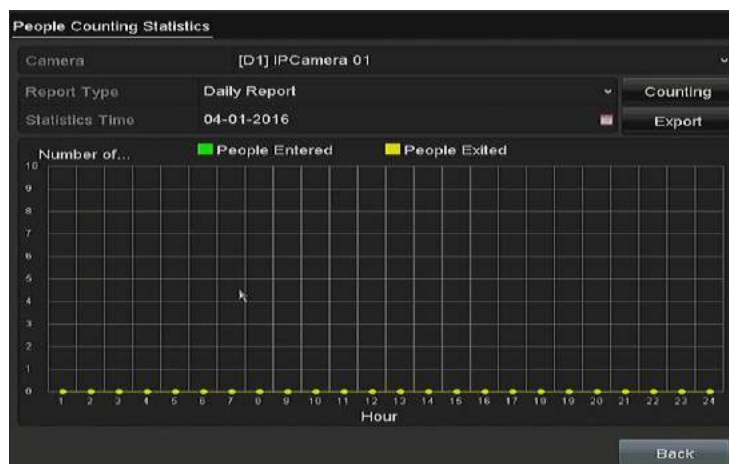 People Counting Statistics
Camera [D1] IPCamera 01
Report Type Daily Report Counting
Statistics Time 04-01-2016 Export
Number of... People Entered People Exited
10
9
8
7
6
5
4
3
2
1
0
1 2 3 4 5 6 7 8 9 10 11 12 13 14 15 16 17 18 19 20 21 22 23 24
Hour
Back